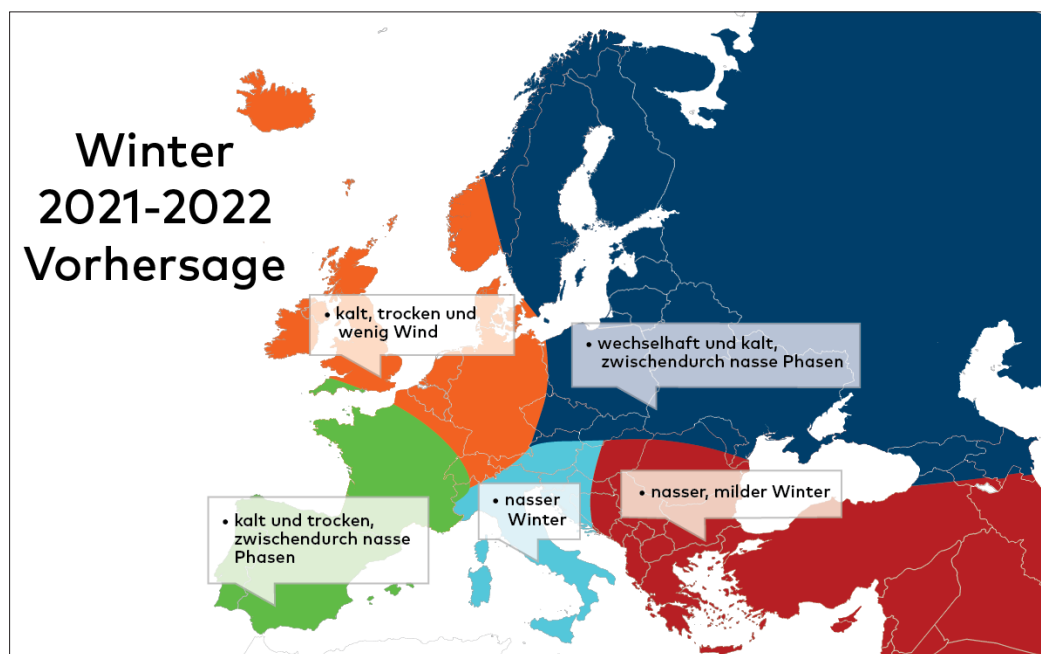 Winter
2021-2022
Vorhersage
• kalt, trocken und
wenig Wind
• wechselhaft und kalt,
zwischendurch nasse Phasen
• nasser, milder Winter
• nasser
Winter
• kalt und trocken,
zwischendurch nasse
Phasen